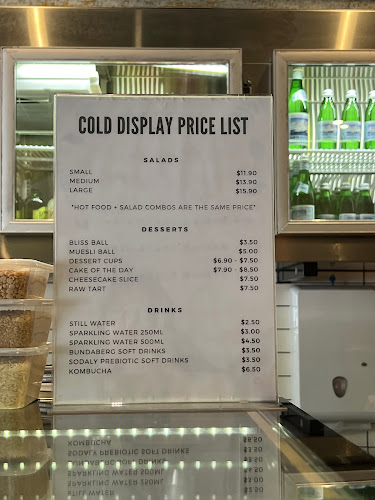 COLD DISPLAY PRICE LIST
SALADS
SMALL $11.90
MEDIUM $13.90
LARGE $15.90
*HOT FOOD + SALAD COMBOS ARE THE SAME PRICE*
DESSERTS
BLISS BALL $3.50
MUESLI BALL $5.00
DESSERT CUPS $6.90 - $7.50
CAKE OF THE DAY $7.90 - $8.50
CHEESECAKE SLICE $7.50
RAW TART $7.50
DRINKS
STILL WATER $2.50
SPARKLING WATER 250ML $3.00
SPARKLING WATER 500ML $4.50
BUNDABERG SOFT DRINKS $3.50
SODALY PREBIOTIC SOFT DRINKS $3.50
KOMBUCHA $6.50